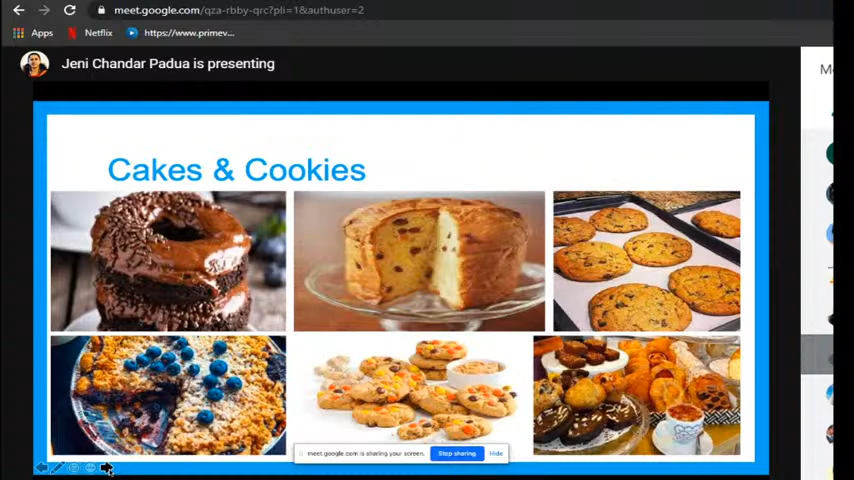 meet.google.com/qza-rbby-qrc?pli=1&authuser=2
Apps Netflix https://www.primev...
Jeni Chandar Padua is presenting
Cakes & Cookies
meet.google.com is sharing your screen. Stop sharing Hide